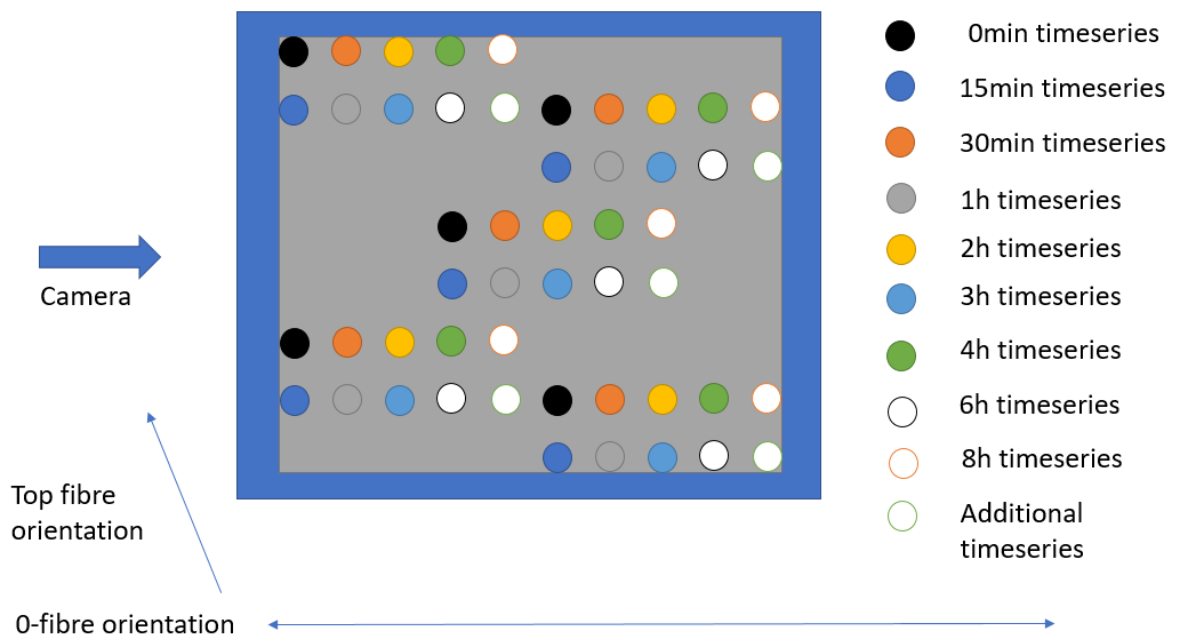 0min timeseries
15min timeseries
30min timeseries
1h timeseries
2h timeseries
3h timeseries
4h timeseries
6h timeseries
8h timeseries
Additional
timeseries
Camera
Top fibre
orientation
0-fibre orientation